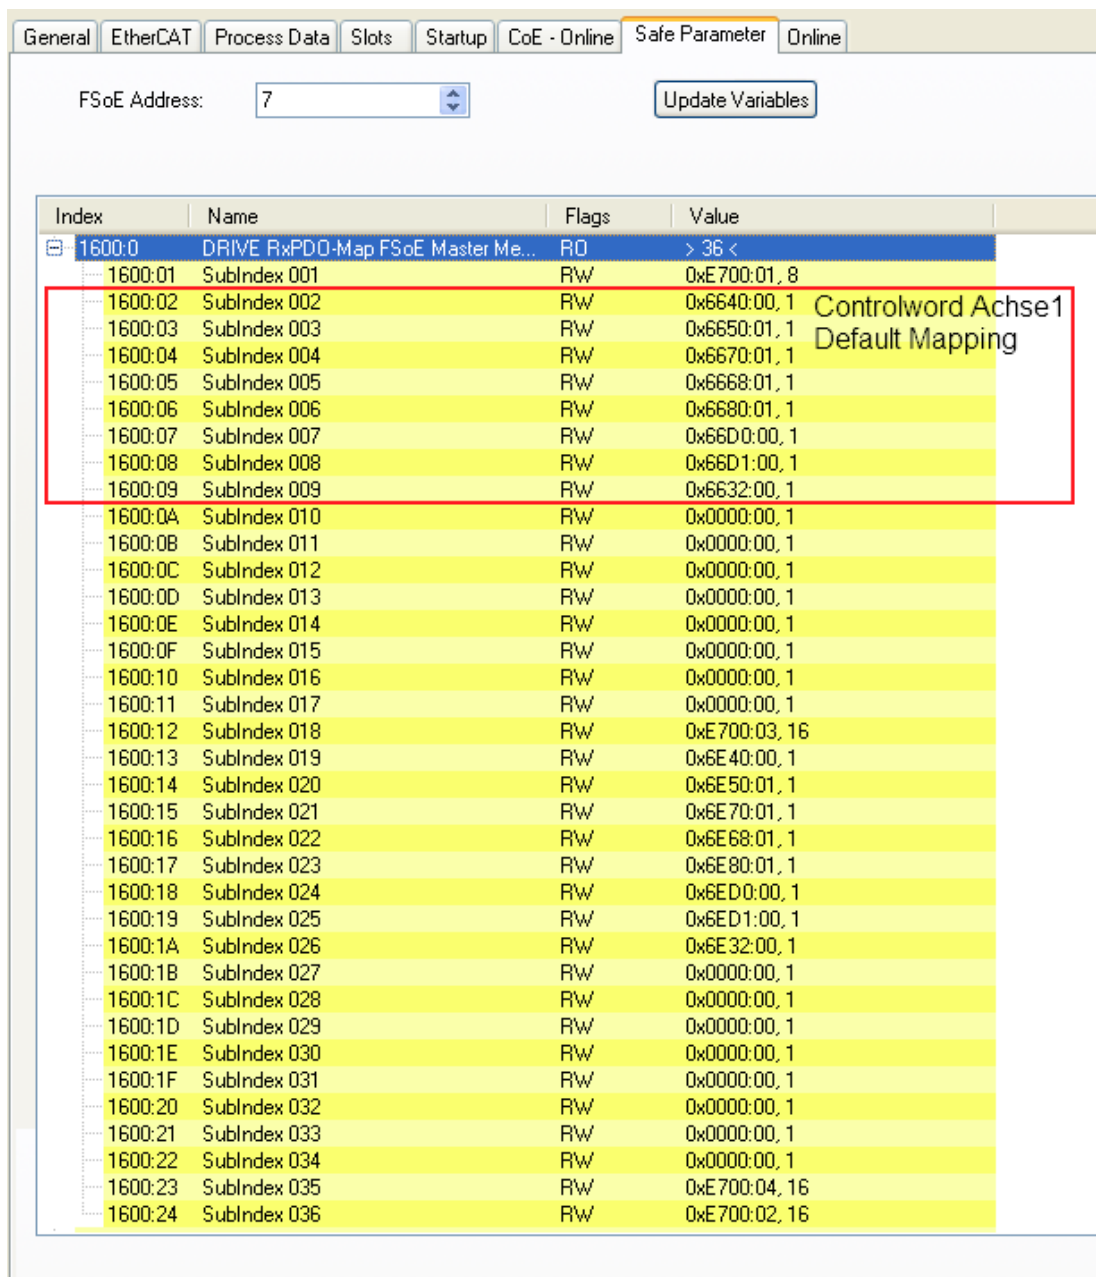 General EtherCAT Process Data Slots Startup CoE - Online Safe Parameter Online
FSoE Address: 7 Update Variables
Index Name Flags Value
1600:0 DRIVE RxPDO-Map FSoE Master Me... RO > 36 <
1600:01 SubIndex 001 RW 0xE700:01, 8
1600:02 SubIndex 002 RW 0x6640:00, 1
Controlword Achse1
1600:03 SubIndex 003 RW 0x6650:01, 1
Default Mapping
1600:04 SubIndex 004 RW 0x6670:01, 1
1600:05 SubIndex 005 RW 0x6668:01, 1
1600:06 SubIndex 006 RW 0x6680:01, 1
1600:07 SubIndex 007 RW 0x66D0:00, 1
1600:08 SubIndex 008 RW 0x66D1:00, 1
1600:09 SubIndex 009 RW 0x6632:00, 1
1600:0A SubIndex 010 RW 0x0000:00, 1
1600:0B SubIndex 011 RW 0x0000:00, 1
1600:0C SubIndex 012 RW 0x0000:00, 1
1600:0D SubIndex 013 RW 0x0000:00, 1
1600:0E SubIndex 014 RW 0x0000:00, 1
1600:0F SubIndex 015 RW 0x0000:00, 1
1600:10 SubIndex 016 RW 0x0000:00, 1
1600:11 SubIndex 017 RW 0x0000:00, 1
1600:12 SubIndex 018 RW 0xE700:03, 16
1600:13 SubIndex 019 RW 0x6E40:00, 1
1600:14 SubIndex 020 RW 0x6E50:01, 1
1600:15 SubIndex 021 RW 0x6E70:01, 1
1600:16 SubIndex 022 RW 0x6E68:01, 1
1600:17 SubIndex 023 RW 0x6E80:01, 1
1600:18 SubIndex 024 RW 0x6ED0:00, 1
1600:19 SubIndex 025 RW 0x6ED1:00, 1
1600:1A SubIndex 026 RW 0x6E32:00, 1
1600:1B SubIndex 027 RW 0x0000:00, 1
1600:1C SubIndex 028 RW 0x0000:00, 1
1600:1D SubIndex 029 RW 0x0000:00, 1
1600:1E SubIndex 030 RW 0x0000:00, 1
1600:1F SubIndex 031 RW 0x0000:00, 1
1600:20 SubIndex 032 RW 0x0000:00, 1
1600:21 SubIndex 033 RW 0x0000:00, 1
1600:22 SubIndex 034 RW 0x0000:00, 1
1600:23 SubIndex 035 RW 0xE700:04, 16
1600:24 SubIndex 036 RW 0xE700:02, 16